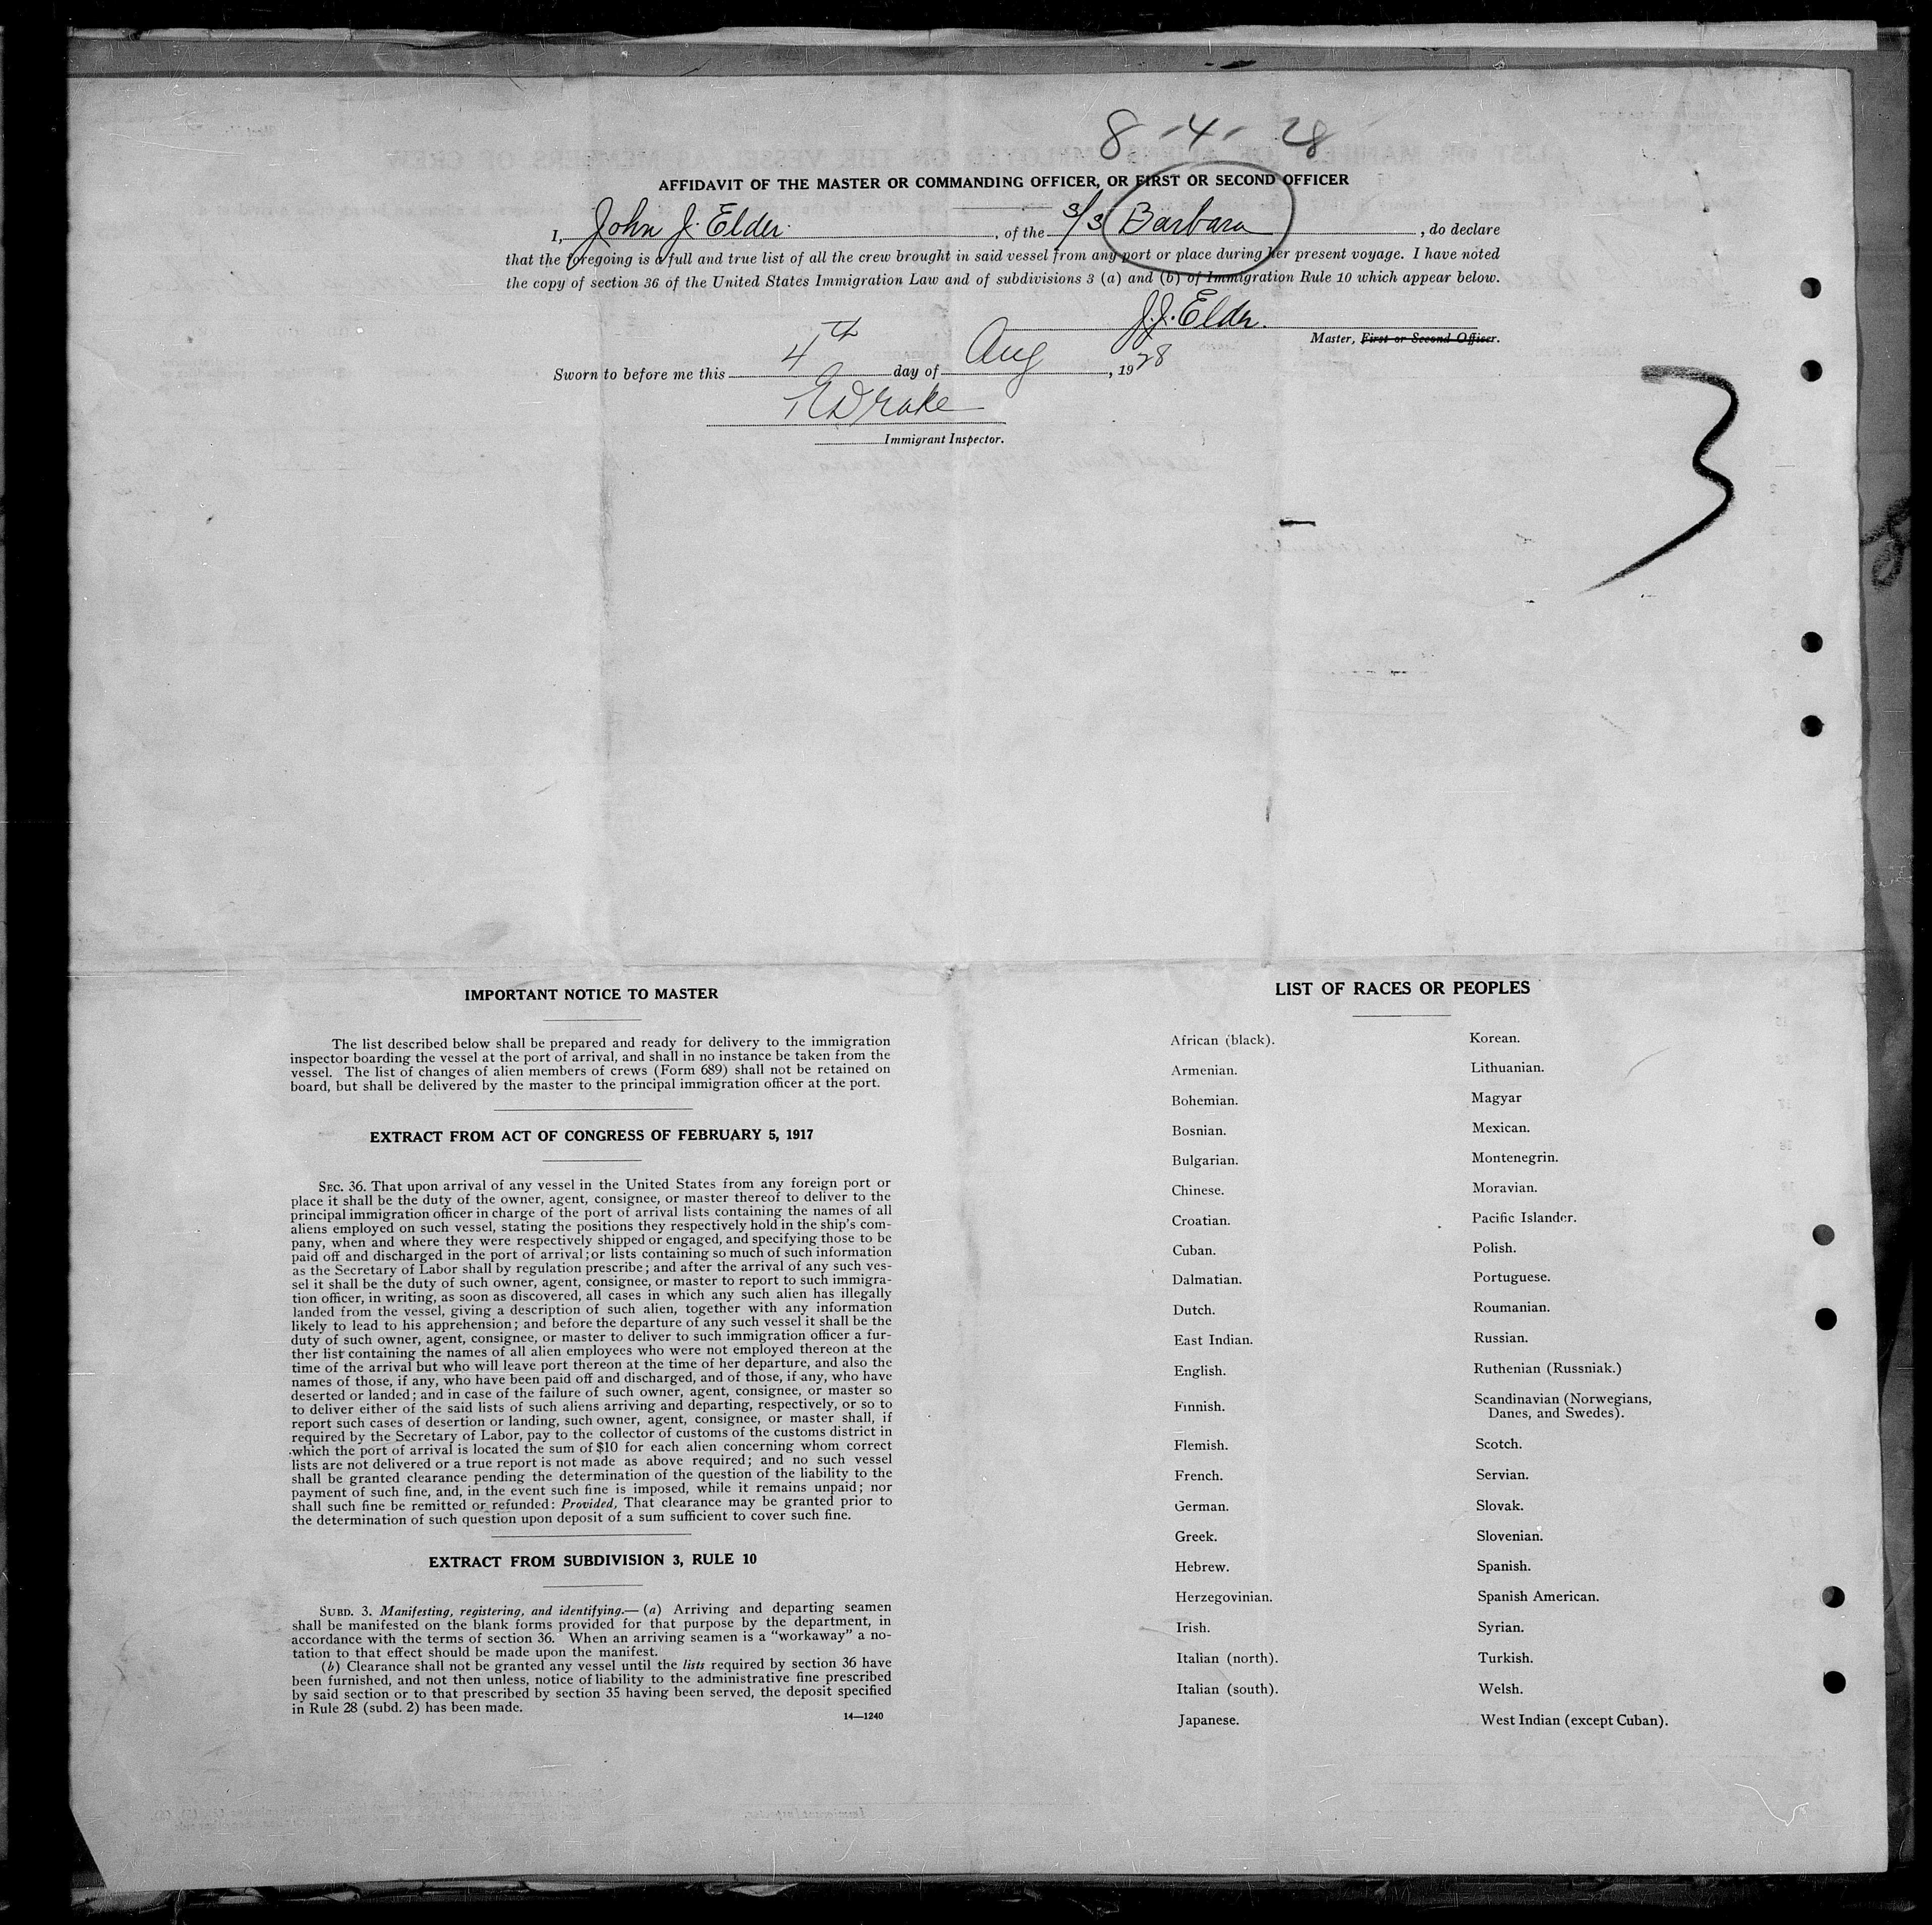 8-4-28
AFFIDAVIT OF THE MASTER OR COMMANDING OFFICER, OR FIRST OR SECOND OFFICER
I, John J. Elder, of the S/S Barbara, do declare
that the foregoing is a full and true list of all the crew brought in said vessel from any port or place during her present voyage. I have noted
the copy of section 36 of the United States Immigration Law and of subdivisions 3 (a) and (b) of Immigration Rule 10 which appear below.
J.J. Elder.
Master, First or Second Officer.
Sworn to before me this 4th day of Aug, 1928
Drake
Immigrant Inspector.
3
IMPORTANT NOTICE TO MASTER
The list described below shall be prepared and ready for delivery to the immigration
inspector boarding the vessel at the port of arrival, and shall in no instance be taken from the
vessel. The list of changes of alien members of crews (Form 689) shall not be retained on
board, but shall be delivered by the master to the principal immigration officer at the port.
EXTRACT FROM ACT OF CONGRESS OF FEBRUARY 5, 1917
SEC. 36. That upon arrival of any vessel in the United States from any foreign port or
place it shall be the duty of the owner, agent, consignee, or master thereof to deliver to the
principal immigration officer in charge of the port of arrival lists containing the names of all
aliens employed on such vessel, stating the positions they respectively hold in the ship's com-
pany, when and where they were respectively shipped or engaged, and specifying those to be
paid off and discharged in the port of arrival; or lists containing so much of such information
as the Secretary of Labor shall by regulation prescribe; and after the arrival of any such ves-
sel it shall be the duty of such owner, agent, consignee, or master to report to such immigra-
tion officer, in writing, as soon as discovered, all cases in which any such alien has illegally
landed from the vessel, giving a description of such alien, together with any information
likely to lead to his apprehension; and before the departure of any such vessel it shall be the
duty of such owner, agent, consignee, or master to deliver to such immigration officer a fur-
ther list containing the names of all alien employees who were not employed thereon at the
time of the arrival but who will leave port thereon at the time of her departure, and also the
names of those, if any, who have been paid off and discharged, and of those, if any, who have
deserted or landed; and in case of the failure of such owner, agent, consignee, or master so
to deliver either of the said lists of such aliens arriving and departing, respectively, or so to
report such cases of desertion or landing, such owner, agent, consignee, or master shall, if
required by the Secretary of Labor, pay to the collector of customs of the customs district in
which the port of arrival is located the sum of $10 for each alien concerning whom correct
lists are not delivered or a true report is not made as above required; and no such vessel
shall be granted clearance pending the determination of the question of the liability to the
payment of such fine, and, in the event such fine is imposed, while it remains unpaid; nor
shall such fine be remitted or refunded: Provided, That clearance may be granted prior to
the determination of such question upon deposit of a sum sufficient to cover such fine.
EXTRACT FROM SUBDIVISION 3, RULE 10
SUBD. 3. Manifesting, registering, and identifying.—(a) Arriving and departing seamen
shall be manifested on the blank forms provided for that purpose by the department, in
accordance with the terms of section 36. When an arriving seamen is a "workaway" a no-
tation to that effect should be made upon the manifest.
(b) Clearance shall not be granted any vessel until the lists required by section 36 have
been furnished, and not then unless, notice of liability to the administrative fine prescribed
by said section or to that prescribed by section 35 having been served, the deposit specified
in Rule 28 (subd. 2) has been made.
14—1240
LIST OF RACES OR PEOPLES
African (black).
Armenian.
Bohemian.
Bosnian.
Bulgarian.
Chinese.
Croatian.
Cuban.
Dalmatian.
Dutch.
East Indian.
English.
Finnish.
Flemish.
French.
German.
Greek.
Hebrew.
Herzegovinian.
Irish.
Italian (north).
Italian (south).
Japanese.
Korean.
Lithuanian.
Magyar
Mexican.
Montenegrin.
Moravian.
Pacific Islander.
Polish.
Portuguese.
Roumanian.
Russian.
Ruthenian (Russniak.)
Scandinavian (Norwegians,
Danes, and Swedes).
Scotch.
Servian.
Slovak.
Slovenian.
Spanish.
Spanish American.
Syrian.
Turkish.
Welsh.
West Indian (except Cuban).